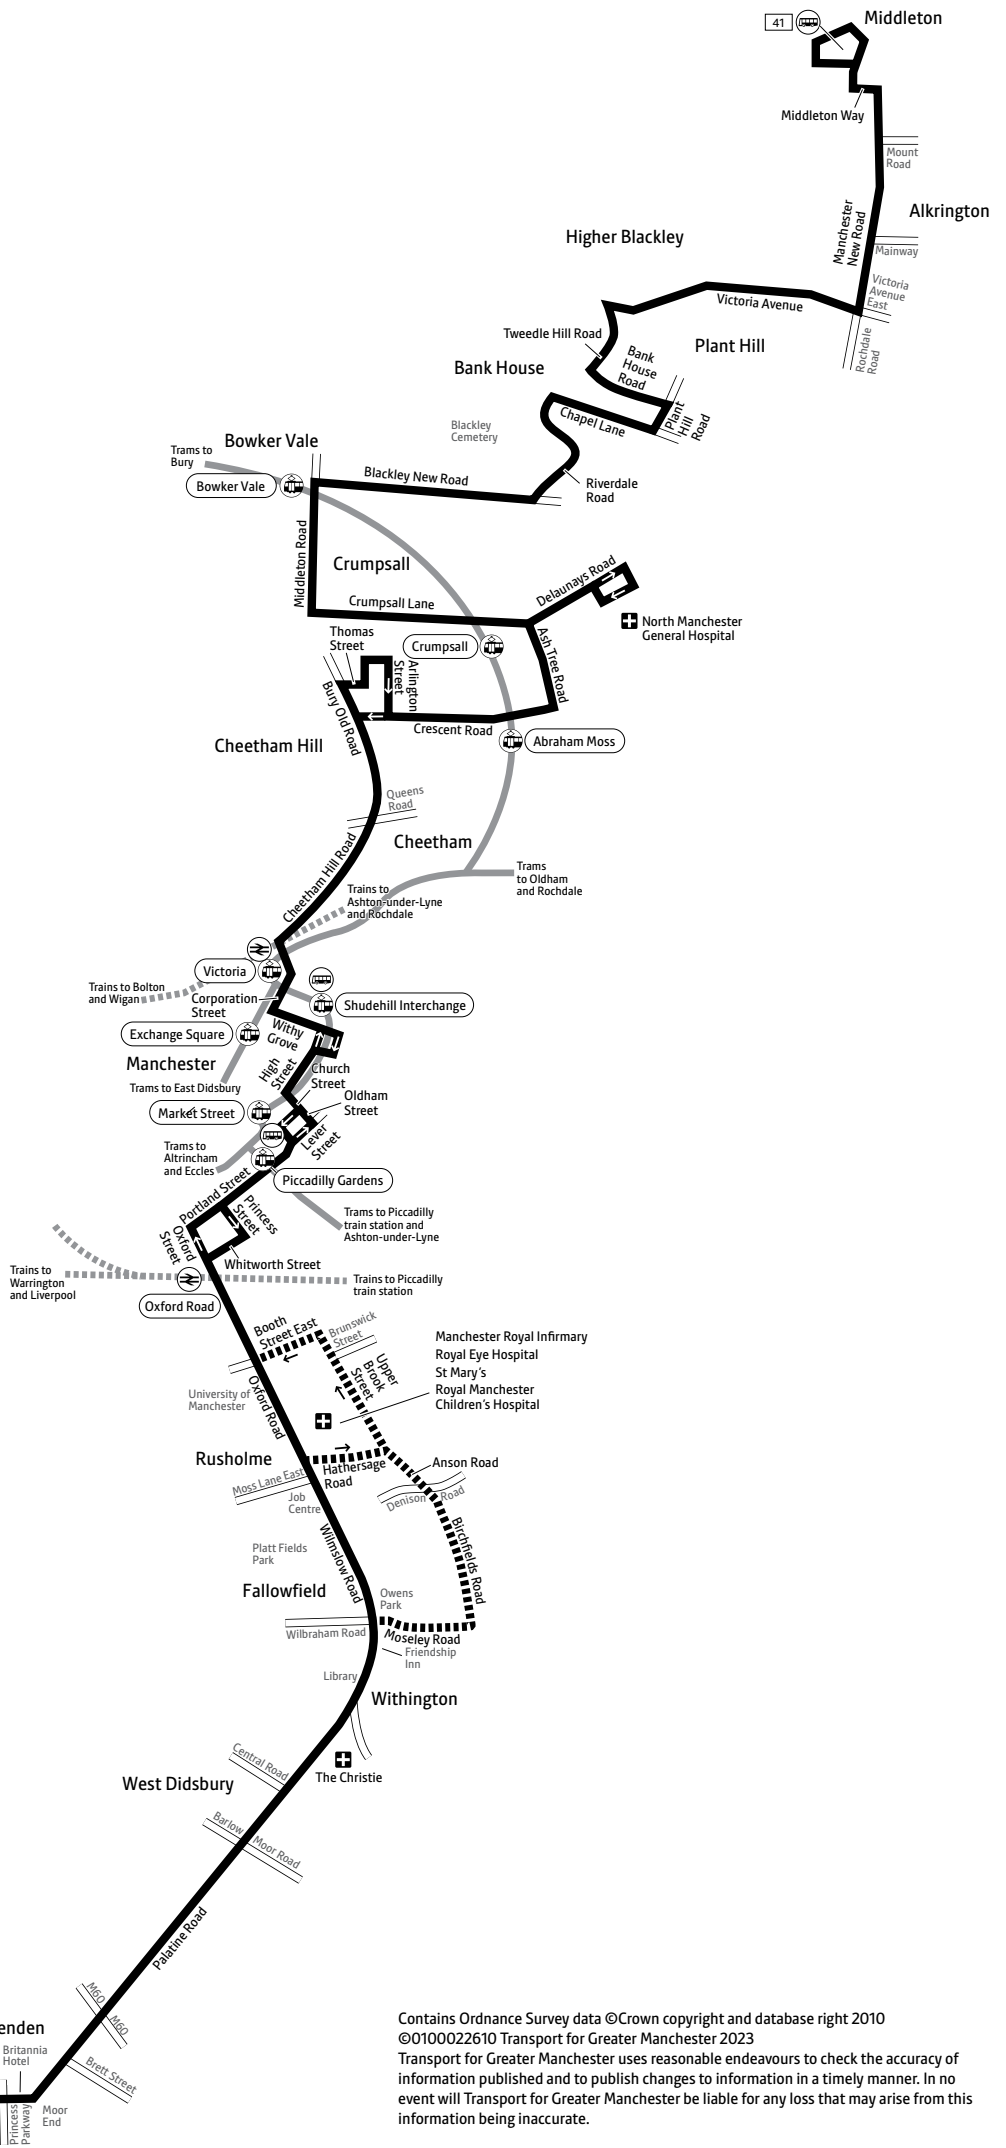 41
Middleton
Middleton Way
Mount
Road
Alkrington
Manchester
New Road
Mainway
Higher Blackley
Victoria
Avenue
East
Victoria Avenue
Rochdale
Road
Tweedle Hill Road
Plant Hill
Bank
House
Road
Bank House
Plant
Hill
Road
Chapel Lane
Blackley
Cemetery
Bowker Vale
Trams to
Bury
Bowker Vale
Blackley New Road
Riverdale
Road
Middleton Road
Crumpsall
Delaunays Road
Crumpsall Lane
North Manchester
General Hospital
Thomas
Street
Crumpsall
Ash Tree Road
Arlington
Street
Bury Old Road
Crescent Road
Abraham Moss
Cheetham Hill
Queens
Road
Cheetham
Cheetham Hill Road
Trams
to Oldham
and Rochdale
Trains to
Ashton-under-Lyne
and Rochdale
Victoria
Trains to Bolton
and Wigan
Corporation
Street
Shudehill Interchange
Exchange Square
Withy
Grove
Manchester
High
Street
Church
Street
Trams to East Didsbury
Oldham
Street
Market Street
Lever
Street
Trams to
Altrincham
and Eccles
Piccadilly Gardens
Portland Street
Princess
Street
Trams to Piccadilly
train station and
Ashton-under-Lyne
Oxford
Street
Whitworth Street
Trains to
Warrington
and Liverpool
Trains to Piccadilly
train station
Oxford Road
Booth
Street East
Brunswick
Street
Manchester Royal Infirmary
Royal Eye Hospital
St Mary's
Royal Manchester
Children's Hospital
Upper
Brook
Street
University of
Manchester
Oxford Road
Rusholme
Hathersage
Road
Anson Road
Moss Lane East
Job
Centre
Denison Road
Birchfields Road
Wilmslow Road
Platt Fields
Park
Fallowfield
Owens
Park
Wilbraham Road
Moseley Road
Friendship
Inn
Library
Withington
Central Road
The Christie
West Didsbury
Barlow Moor Road
Palatine Road
M60
M60
enden
Britannia
Hotel
Brett Street
Princess
Parkway
Moor
End
Contains Ordnance Survey data ©Crown copyright and database right 2010
©0100022610 Transport for Greater Manchester 2023
Transport for Greater Manchester uses reasonable endeavours to check the accuracy of
information published and to publish changes to information in a timely manner. In no
event will Transport for Greater Manchester be liable for any loss that may arise from this
information being inaccurate.